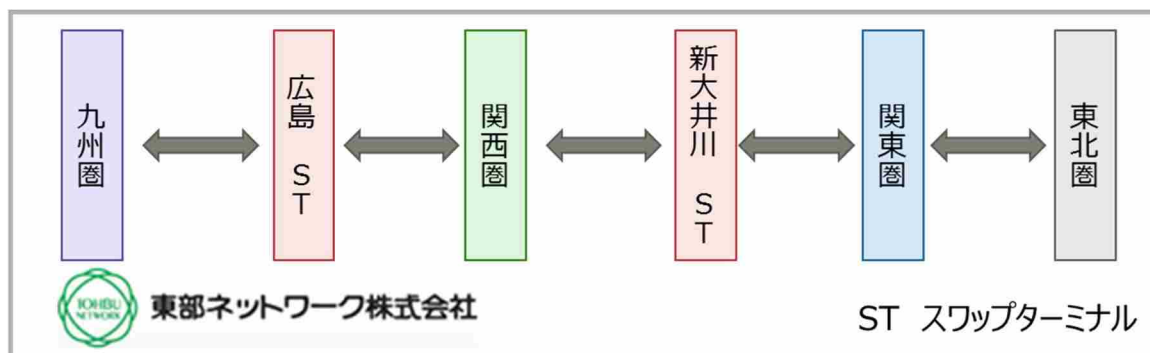 九州圏
広島 ST
関西圏
新大井川 ST
関東圏
東北圏
TOHBU
NETWORK
東部ネットワーク株式会社
ST スワップターミナル